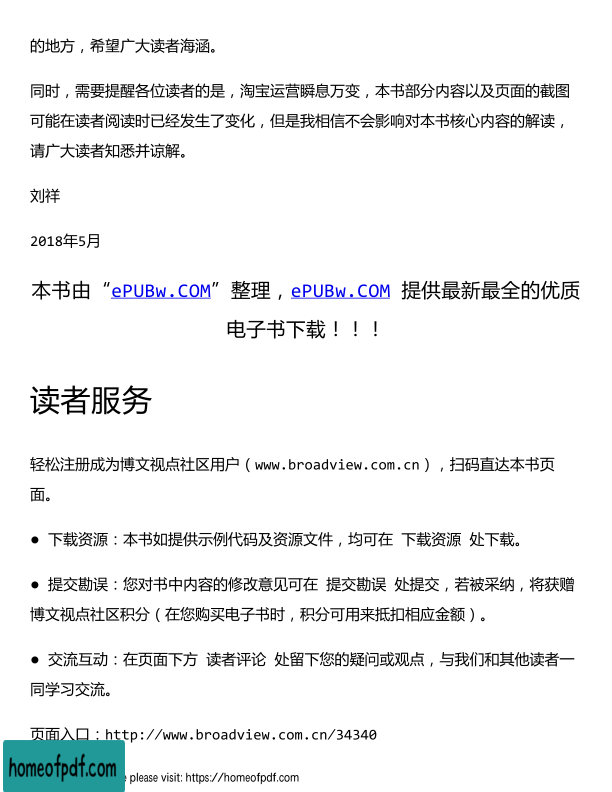 的地方，希望广大读者海涵。
同时，需要提醒各位读者的是，淘宝运营瞬息万变，本书部分内容以及页面的截图
可能在读者阅读时已经发生了变化，但是我相信不会影响对本书核心内容的解读，
请广大读者知悉并谅解。
刘祥
2018年5月
本书由“ePUBw.COM”整理，ePUBw.COM 提供最新最全的优质
电子书下载！！！
读者服务
轻松注册成为博文视点社区用户（www.broadview.com.cn），扫码直达本书页
面。
● 下载资源：本书如提供示例代码及资源文件，均可在 下载资源 处下载。
● 提交勘误：您对书中内容的修改意见可在 提交勘误 处提交，若被采纳，将获赠
博文视点社区积分（在您购买电子书时，积分可用来抵扣相应金额）。
● 交流互动：在页面下方 读者评论 处留下您的疑问或观点，与我们和其他读者一
同学习交流。
页面入口：http://www.broadview.com.cn/34340
homeofpdf.com
please visit: https://homeofpdf.com